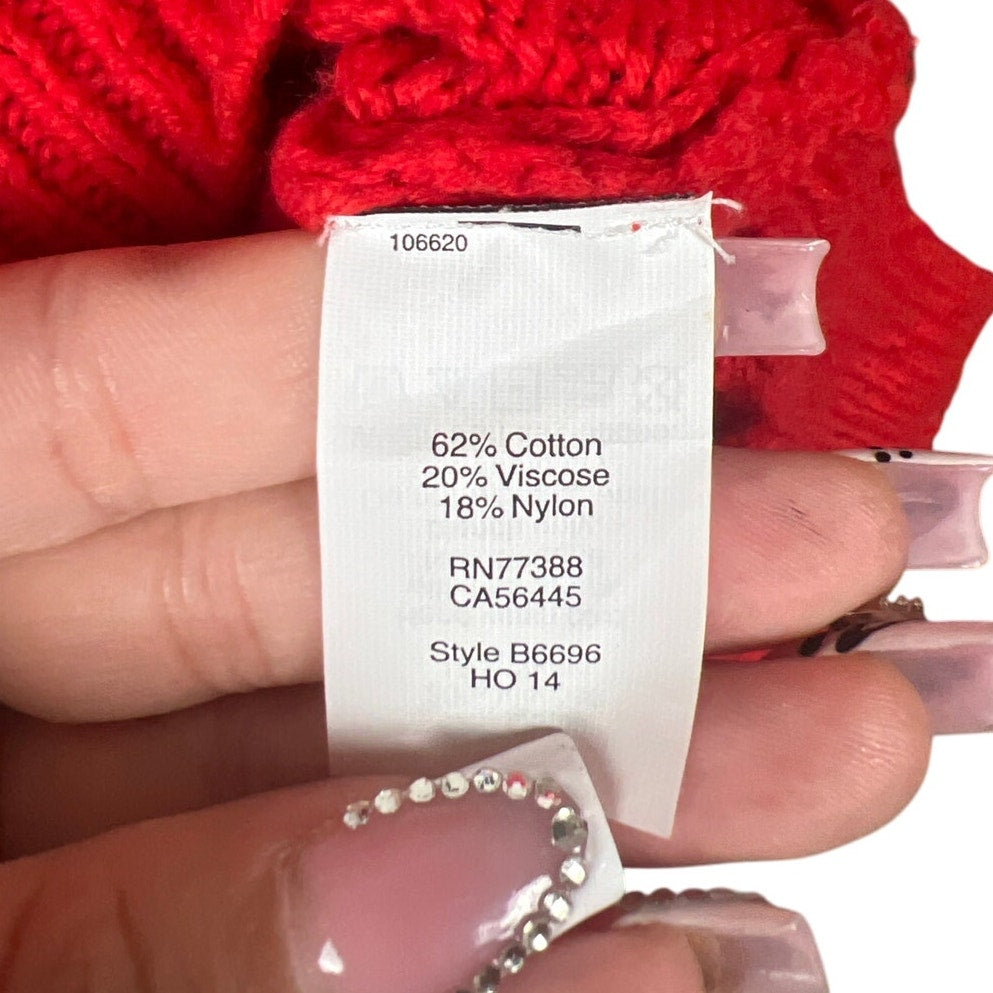 106620
62% Cotton
20% Viscose
18% Nylon
RN77388
CA56445
Style B6696
HO 14